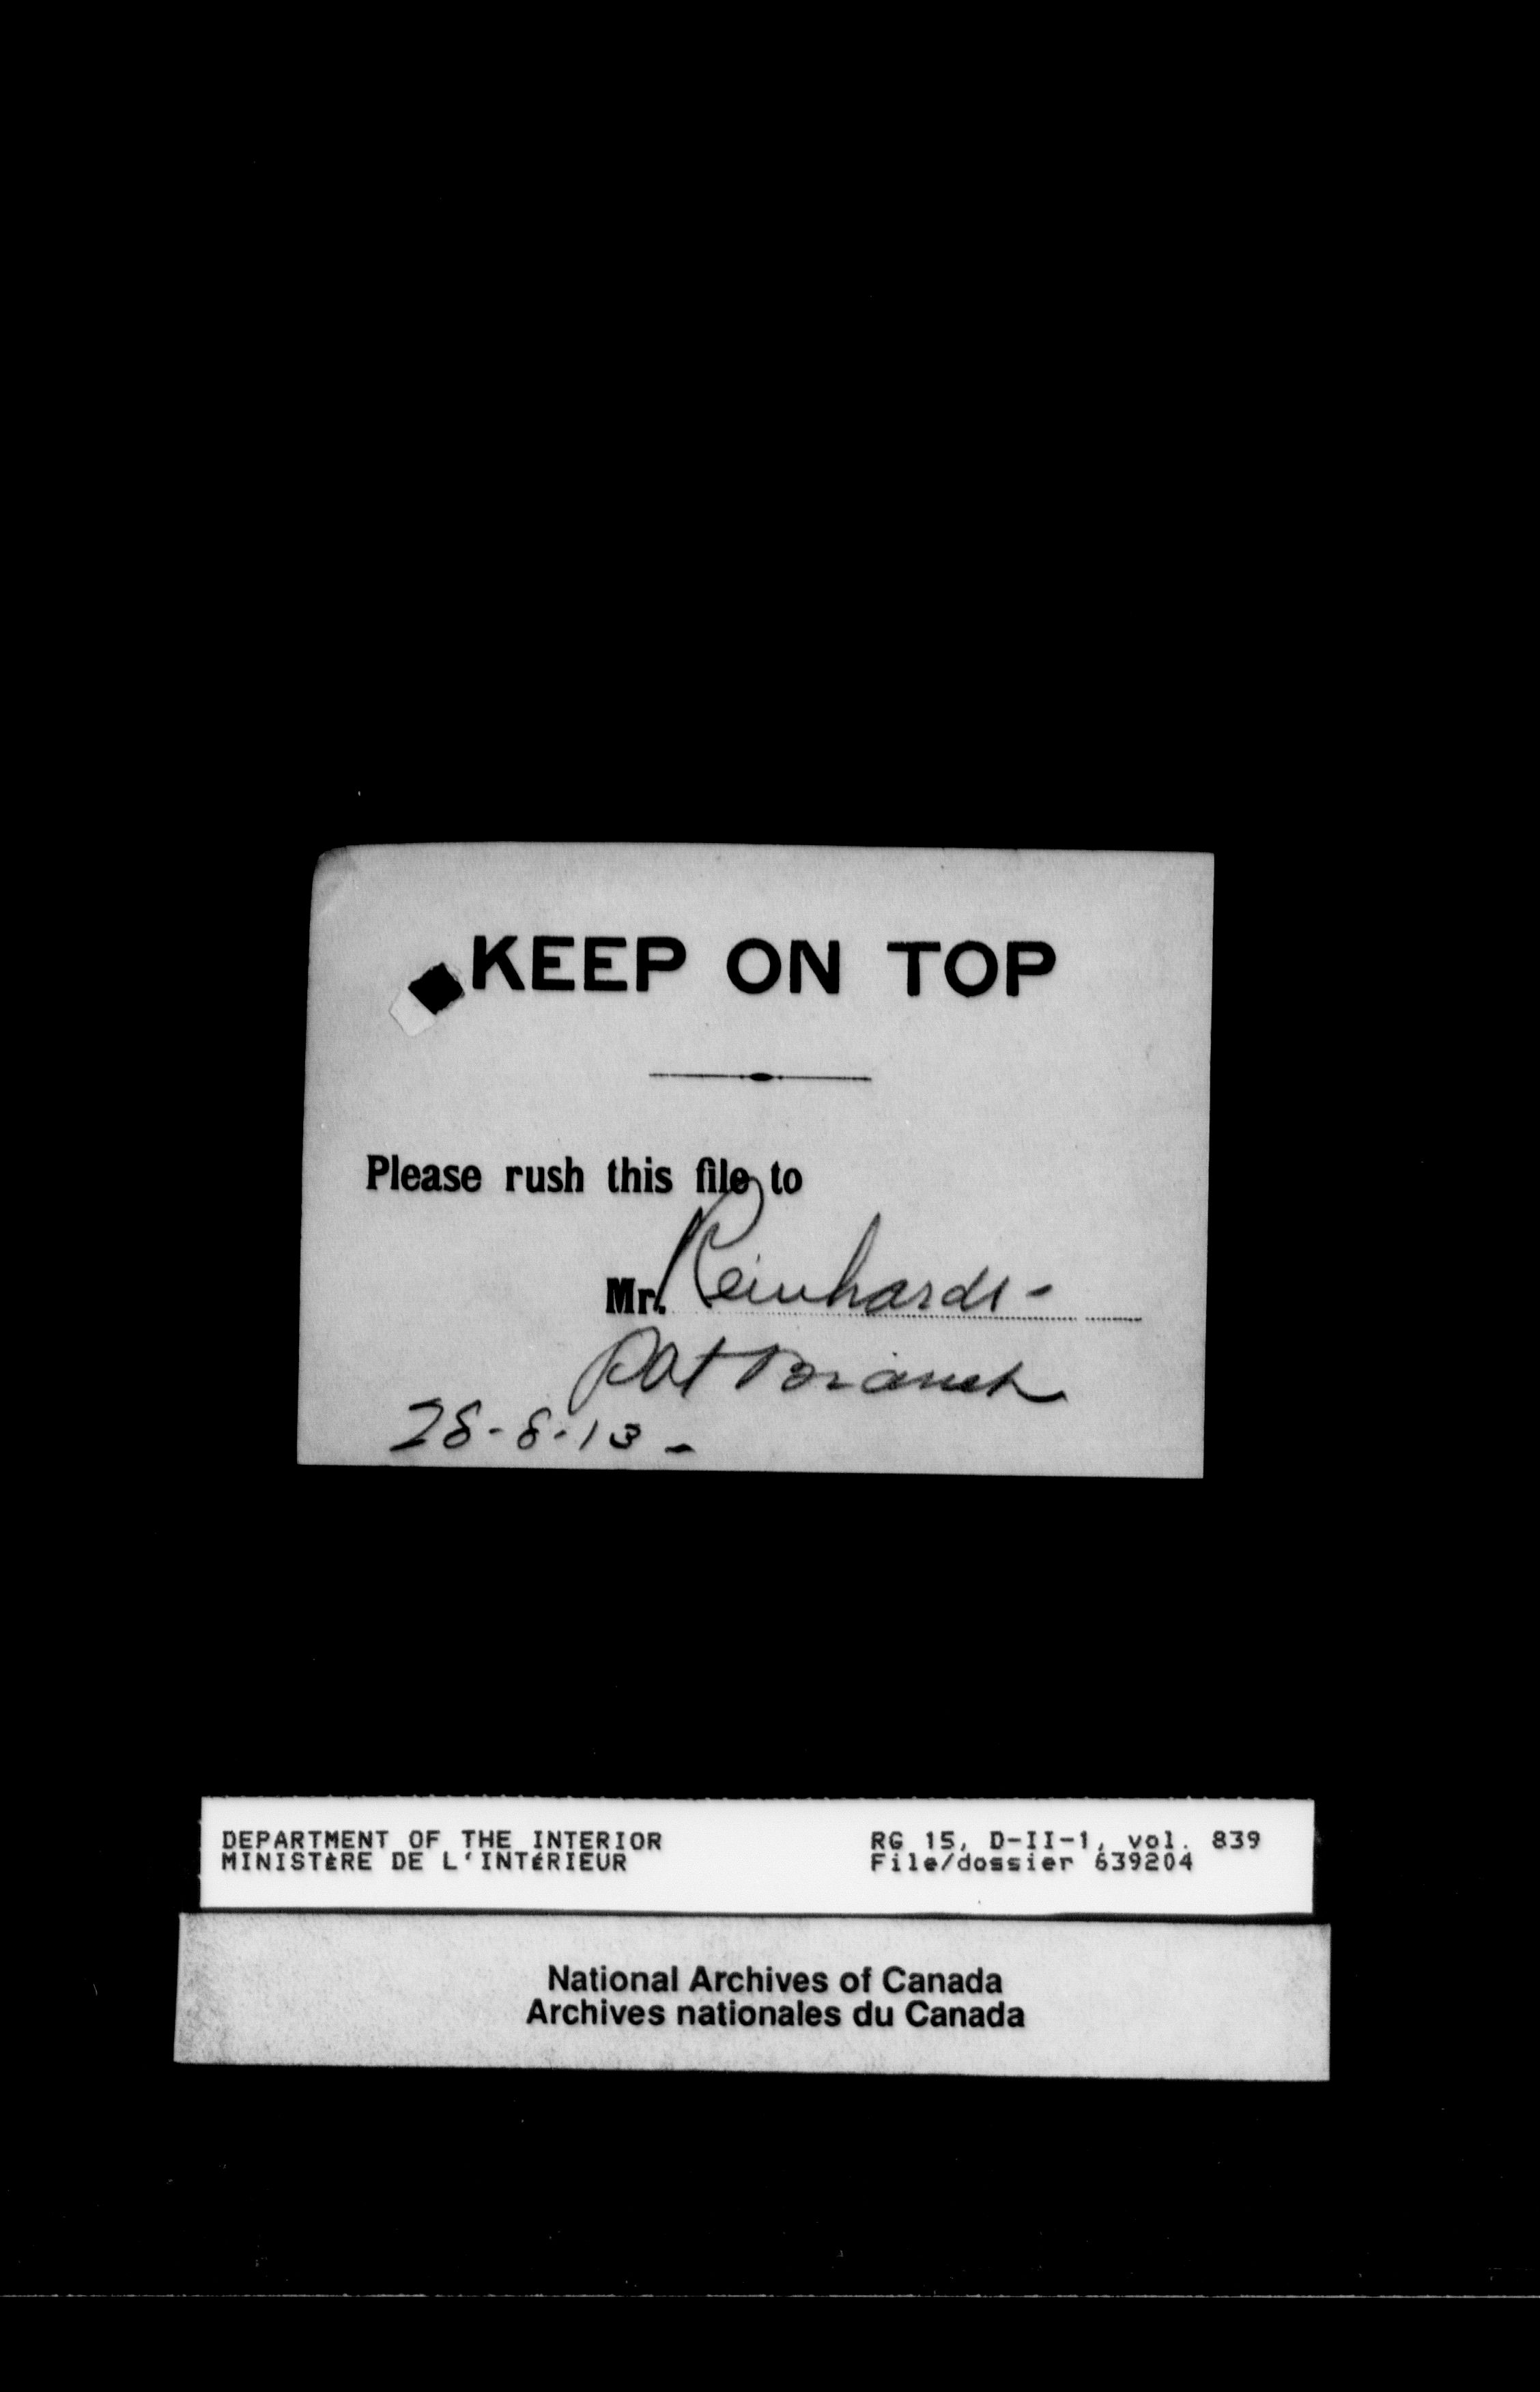 KEEP ON TOP
Please rush this file to
Mr. Reinhardt -
Pat Branch
28-8-13 -
DEPARTMENT OF THE INTERIOR
MINISTÈRE DE L'INTÉRIEUR
RG 15, D-II-1, vol. 839
File/dossier 639204
National Archives of Canada
Archives nationales du Canada